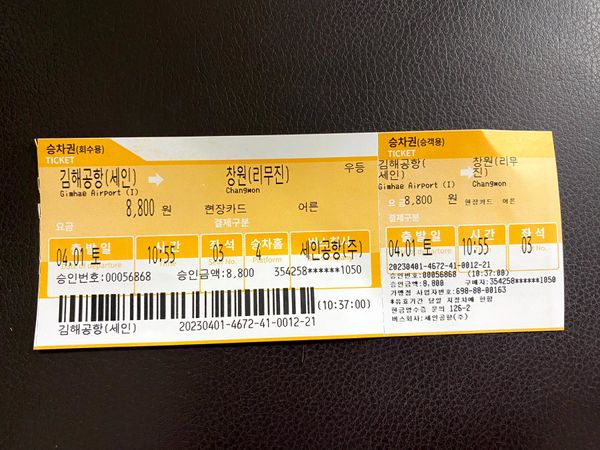 승차권(회수용)
TICKET
김해공항(세인) → 창원(리무진) 우등
Gimhae Airport (I) Changwon
8,800 원 현장카드 어른
요금 결제구분
출발일 시간 좌석 승차홈
04.01 토 10:55 03 4 세인공항(주)
승인번호:00056868 승인금액:8,800 354258******1050
(10:37:00)
김해공항(세인) 20230401-4672-41-0012-21
승차권(승객용)
TICKET
김해공항(세인) → 창원(리무진)
Gimhae Airport (I) Changwon
요금 8,800 원 현장카드 어른
결제구분
출발일 시간 좌석
04.01 토 10:55 03
20230401-4672-41-0012-21
승인번호:00056868 (10:37:00)
승인금액:8,800 구매자:354258******1050
가맹점 사업자번호:698-88-00163
*유효기간 당일 지정차에 한함
현금영수증 문의 126-2
버스회사:세인공항(주)